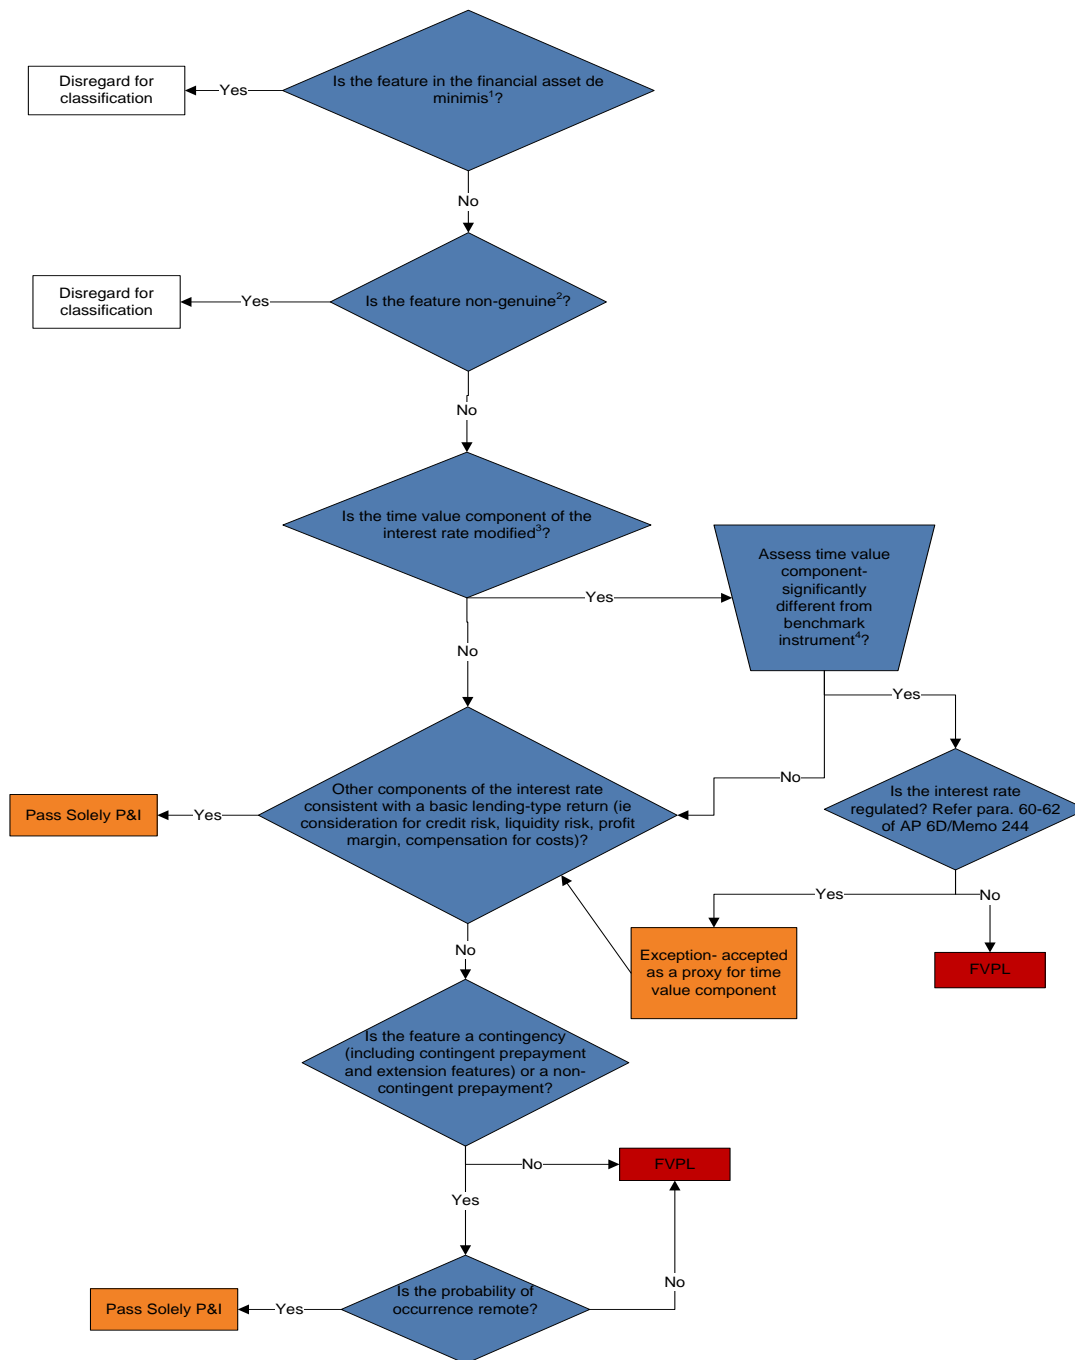 Is the feature in the financial asset de
minimis1?
Yes
Disregard for
classification
No
Is the feature non-genuine2?
Yes
Disregard for
classification
No
Is the time value component of the
interest rate modified3?
Yes
Assess time value
component-
significantly
different from
benchmark
instrument4?
No
Yes
No
Other components of the interest rate
consistent with a basic lending-type return (ie
consideration for credit risk, liquidity risk, profit
margin, compensation for costs)?
Yes
Pass Solely P&I
Is the interest rate
regulated? Refer para. 60-62
of AP 6D/Memo 244
Yes
No
Exception- accepted
as a proxy for time
value component
FVPL
No
Is the feature a contingency
(including contingent prepayment
and extension features) or a non-
contingent prepayment?
No
FVPL
Yes
Is the probability of
occurrence remote?
No
Yes
Pass Solely P&I